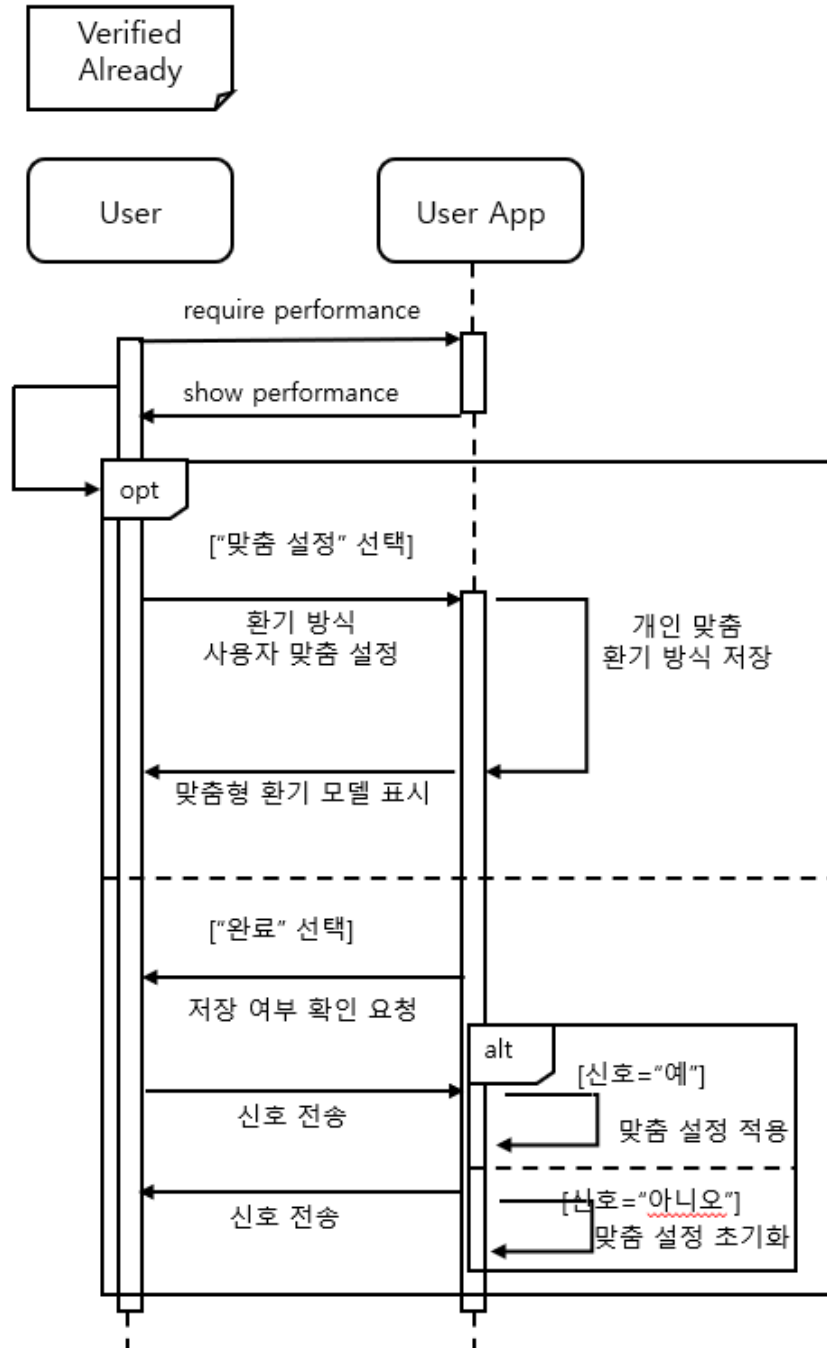 Verified
Already
User
User App
require performance
show performance
opt
["맞춤 설정" 선택]
환기 방식
사용자 맞춤 설정
개인 맞춤
환기 방식 저장
맞춤형 환기 모델 표시
["완료" 선택]
저장 여부 확인 요청
alt
[신호="예"]
신호 전송
맞춤 설정 적용
[신호="아니오"]
신호 전송
맞춤 설정 초기화